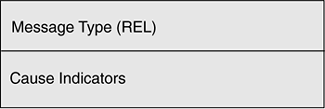 Message Type (REL)
Cause Indicators